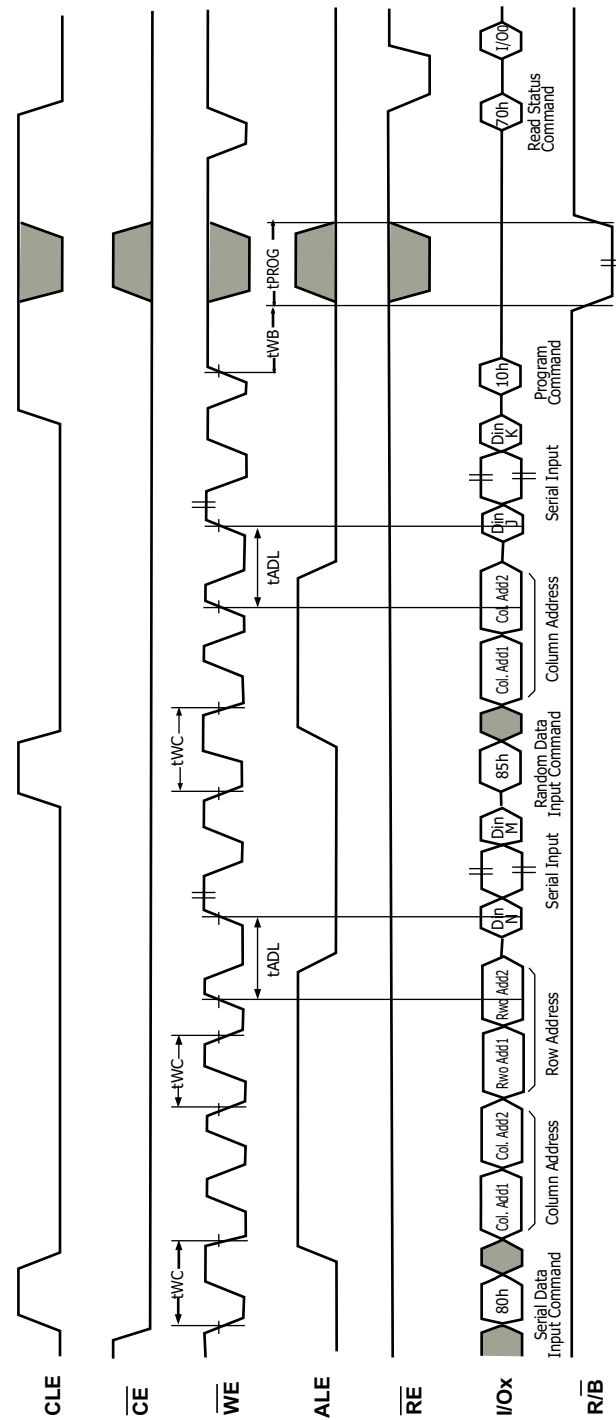 CLE
CE
WE
tWC
tWC
tADL
tWC
tADL
tWB
tPROG
ALE
RE
I/Ox
80h
Col. Add1
Col. Add2
Rwo Add1
Rwo Add2
Din
N
Din
M
85h
Col. Add1
Col. Add2
Din
J
Din
K
10h
70h
I/Oo
Serial Data
Input Command
Column Address
Row Address
Serial Input
Random Data
Input Command
Column Address
Serial Input
Program
Command
Read Status
Command
R/B